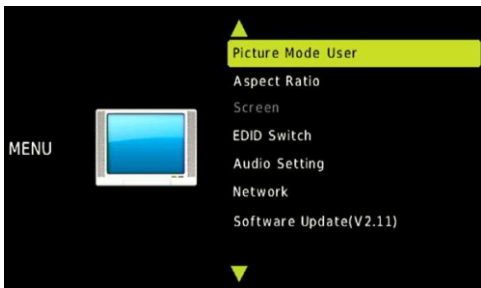 MENU
Picture Mode User
Aspect Ratio
Screen
EDID Switch
Audio Setting
Network
Software Update(V2.11)